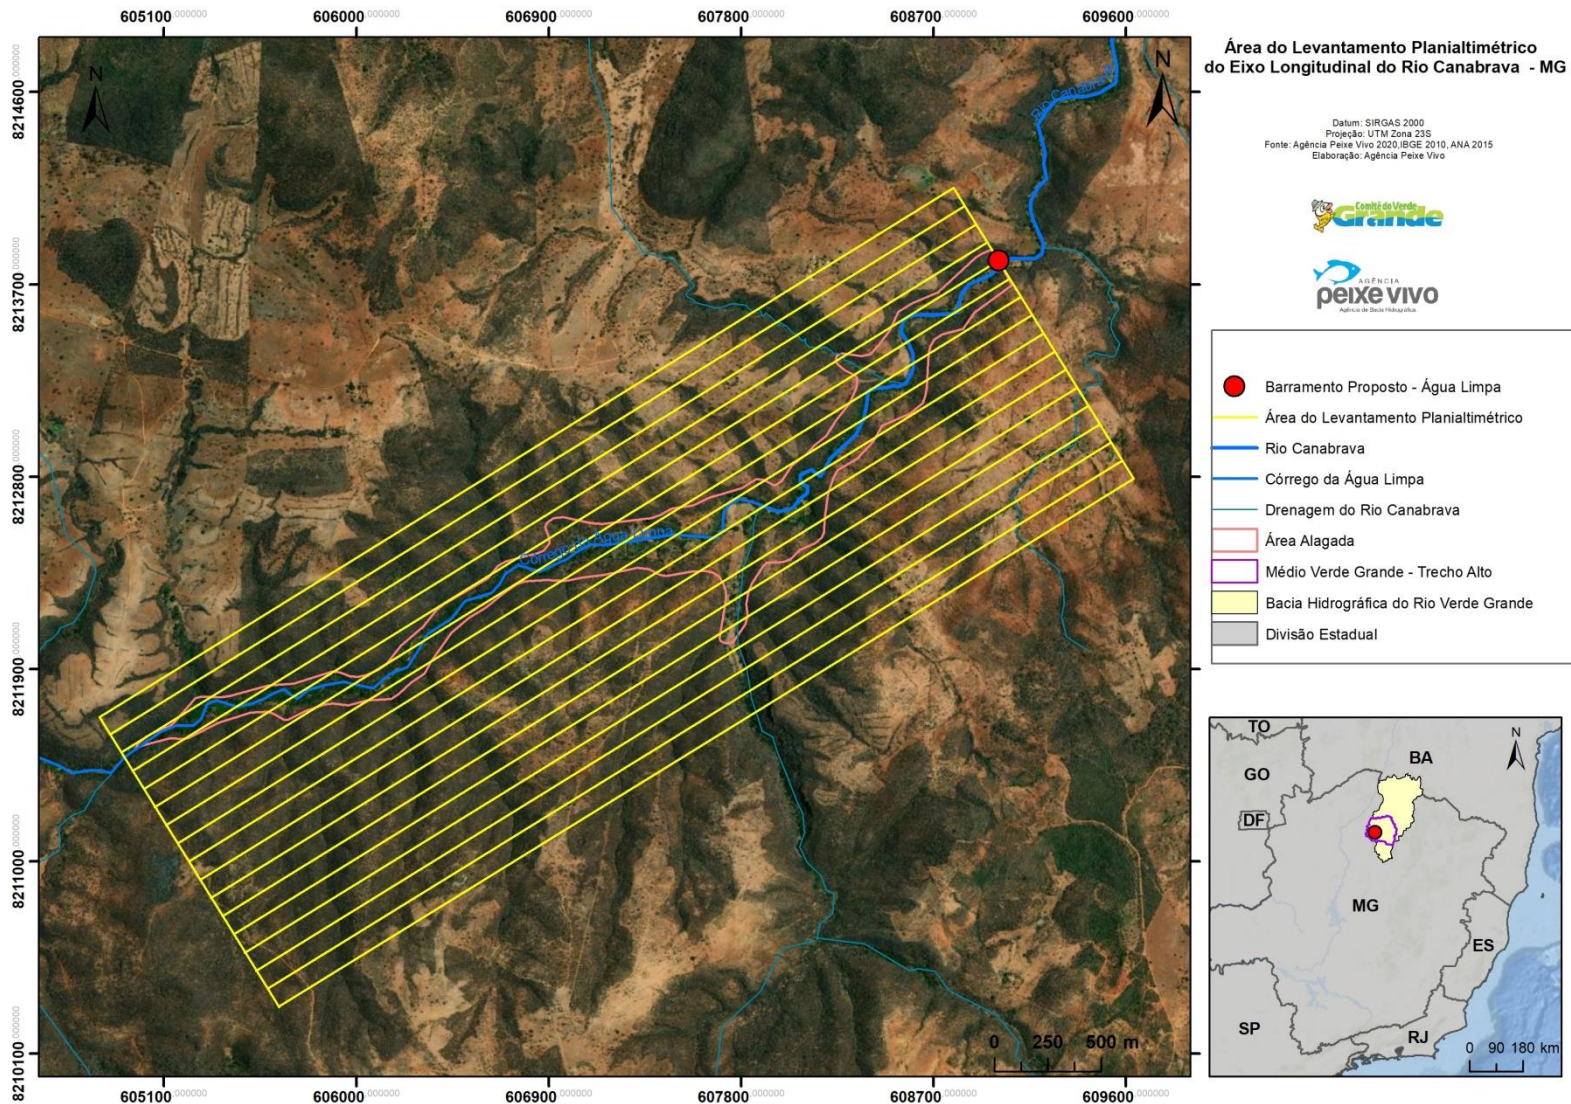 605100.000000 606000.000000 606900.000000 607800.000000 608700.000000 609600.000000
8214600.000000
8213700.000000
8212800.000000
8211900.000000
8211000.000000
8210100.000000
N
N
Rio Canabrava
Córrego da Água Limpa
0 250 500 m
605100.000000 606000.000000 606900.000000 607800.000000 608700.000000 609600.000000
Área do Levantamento Planialtimétrico
do Eixo Longitudinal do Rio Canabrava - MG
Datum: SIRGAS 2000
Projeção: UTM Zona 23S
Fonte: Agência Peixe Vivo 2020,IBGE 2010, ANA 2015
Elaboração: Agência Peixe Vivo
Comitê do Verde
Grande
AGÊNCIA
peixe vivo
Agência de Bacia Hidrográfica
Barramento Proposto - Água Limpa
Área do Levantamento Planialtimétrico
Rio Canabrava
Córrego da Água Limpa
Drenagem do Rio Canabrava
Área Alagada
Médio Verde Grande - Trecho Alto
Bacia Hidrográfica do Rio Verde Grande
Divisão Estadual
TO
N
BA
GO
DF
MG
ES
SP
RJ
0 90 180 km